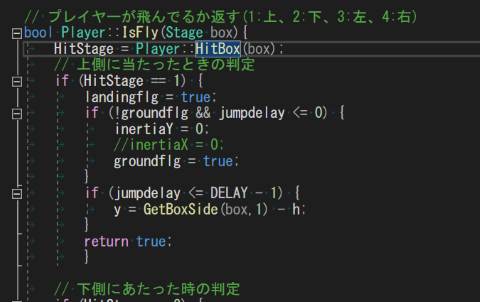 // プレイヤーが飛んでるか返す(1:上、2:下、3:左、4:右)
bool Player::IsFly(Stage box){
HitStage = Player::HitBox(box);
// 上側に当たったときの判定
if (HitStage == 1) {
landingflg = true;
if (!groundflg && jumpdelay <= 0) {
inertiaY = 0;
//inertiaX = 0;
groundflg = true;
}
if (jumpdelay <= DELAY - 1) {
y = GetBoxSide(box,1) - h;
}
return true;
}
// 下側にあたった時の判定